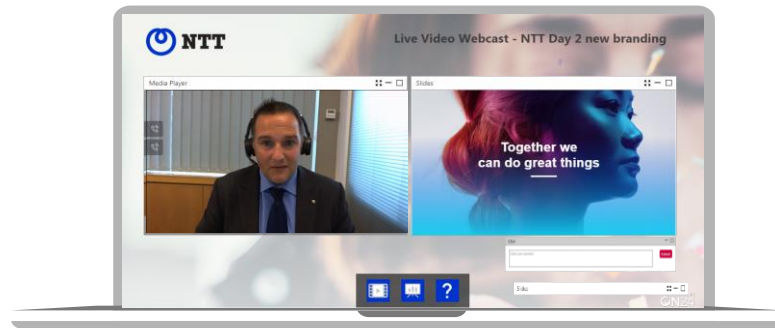 NTT
Live Video Webcast - NTT Day 2 new branding
Media Player
Slides
Together we
can do great things
Slides
?
ON24